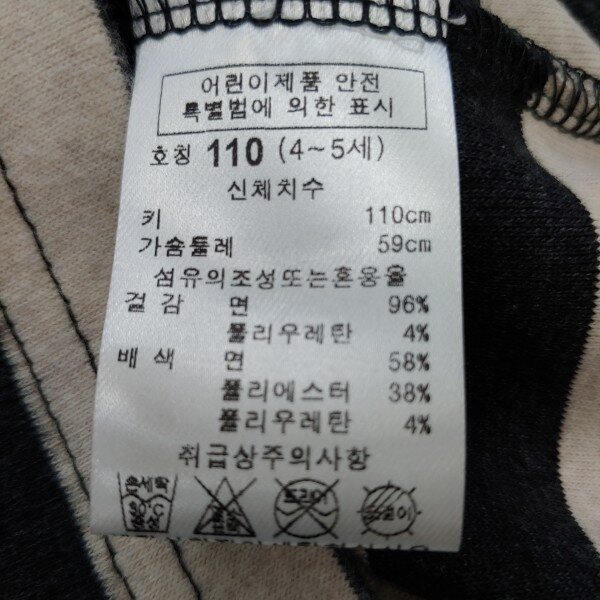 어린이제품 안전
특별법에 의한 표시
호칭 110 (4~5세)
신체치수
키 110cm
가슴둘레 59cm
섬유의조성또는혼용율
겉감 면 96%
폴리우레탄 4%
배색 면 58%
폴리에스터 38%
폴리우레탄 4%
취급상주의사항
드라이